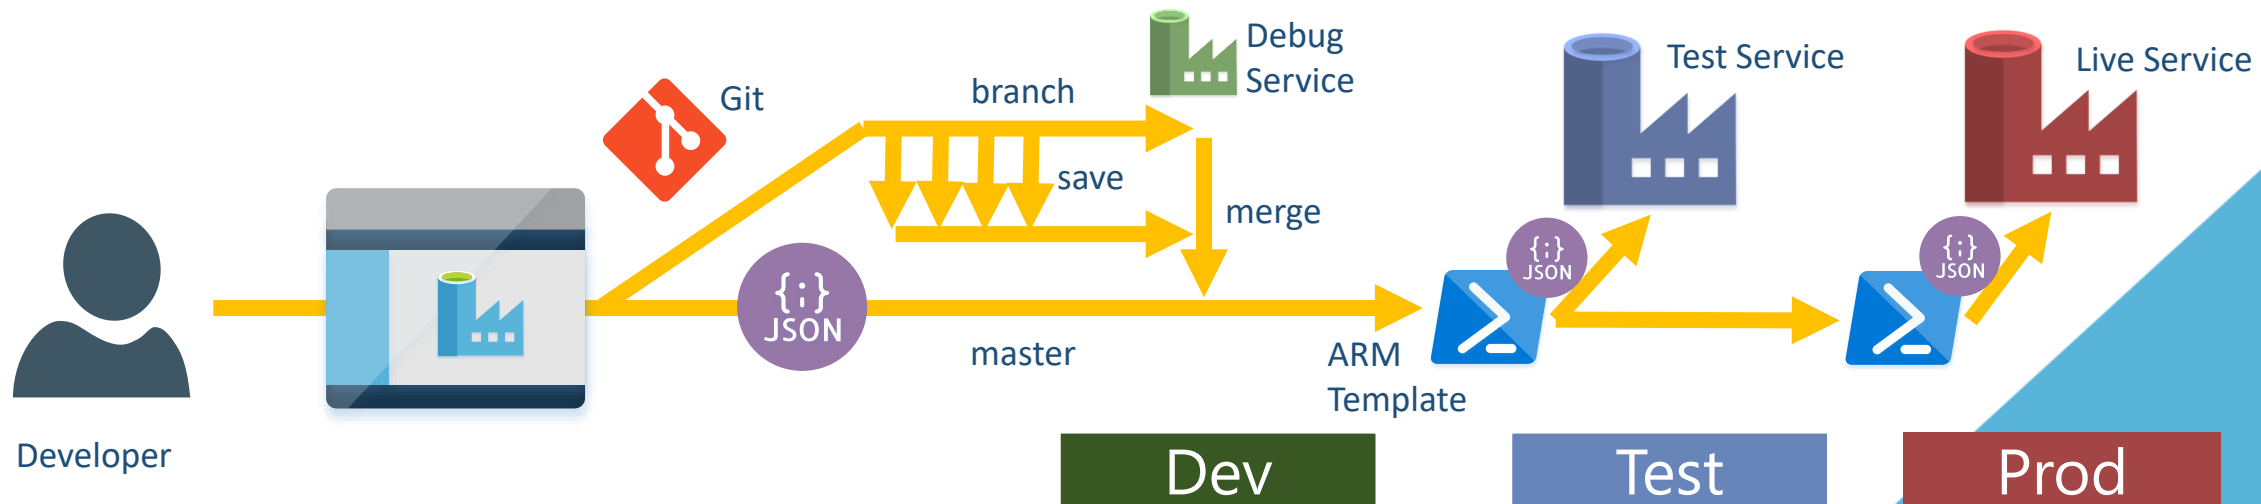 Developer
Git
{;}
JSON
branch
save
merge
master
Debug
Service
ARM
Template
{;}
JSON
Test Service
{;}
JSON
Live Service
Dev
Test
Prod